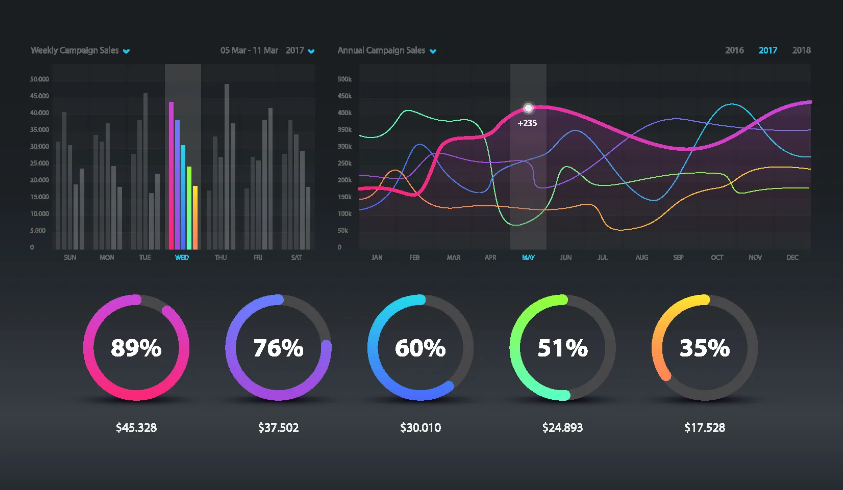 Weekly Campaign Sales
05 Mar - 11 Mar 2017
Annual Campaign Sales
2016 2017 2018
50.000
45.000
40.000
35.000
30.000
25.000
20.000
15.000
10.000
5.000
0
SUN MON TUE WED THU FRI SAT
500k
450k
400k
350k
300k
250k
200k
150k
100k
50k
0
+235
JAN FEB MAR APR MAY JUN JUL AUG SEP OCT NOV DEC
89% 76% 60% 51% 35%
$45.328 $37.502 $30.010 $24.893 $17.528